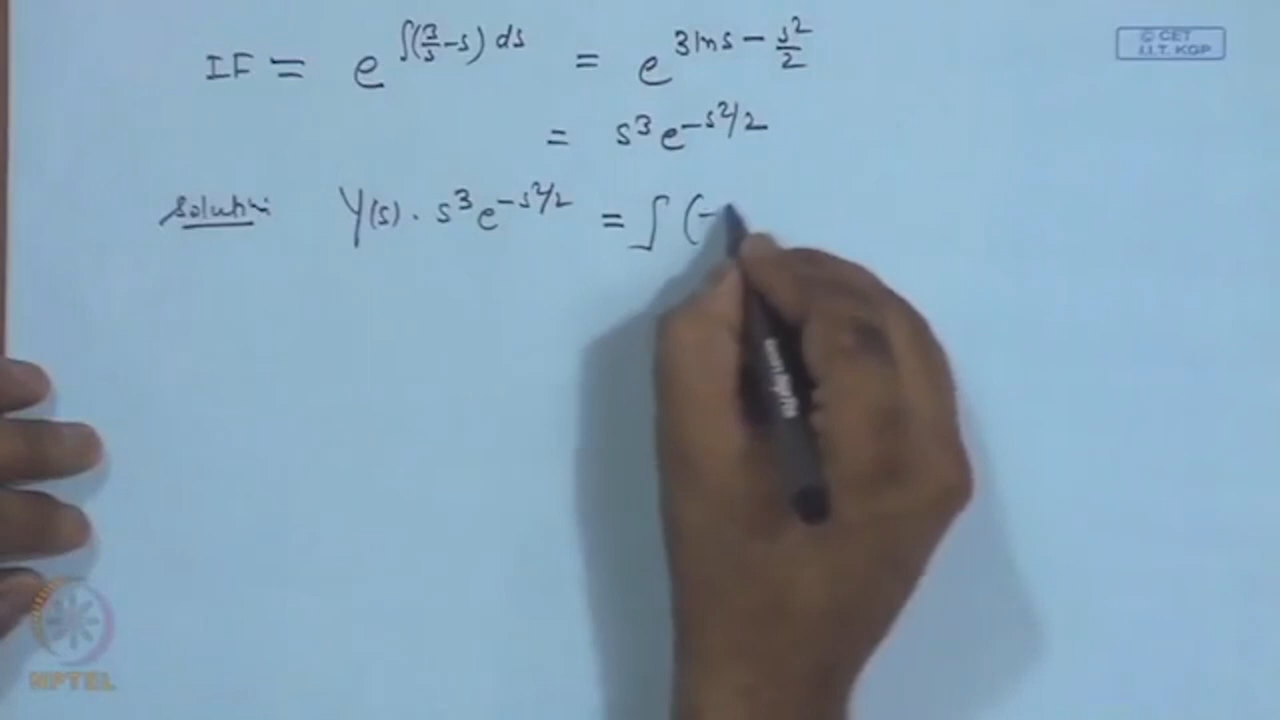 IF = e^{∫(3/s − s) ds} = e^{3 ln s − s²/2}
© CET
I.I.T. KGP
= s³ e^{−s²/2}
Solution: Y(s) · s³ e^{−s²/2} = ∫ (−
NPTEL